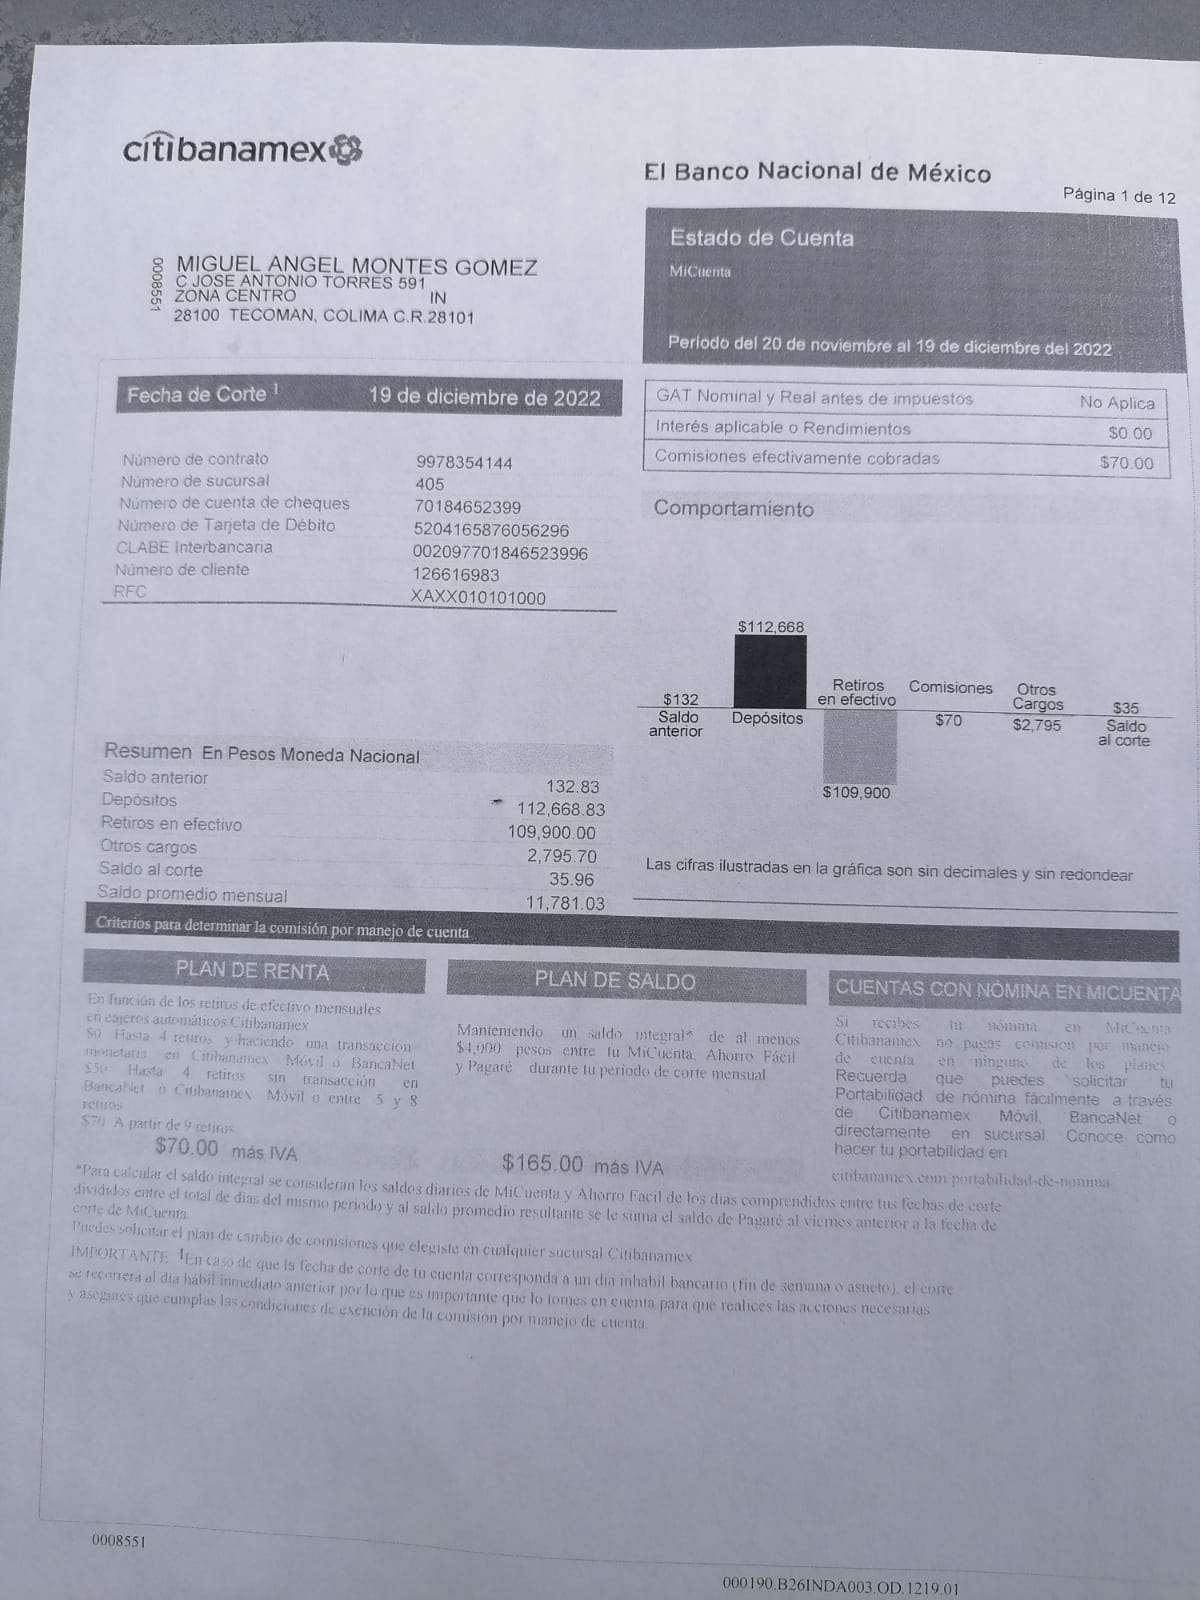 citibanamex
El Banco Nacional de México
Página 1 de 12
Estado de Cuenta
MiCuenta
Período del 20 de noviembre al 19 de diciembre del 2022
0008551
MIGUEL ANGEL MONTES GOMEZ
C JOSE ANTONIO TORRES 591
ZONA CENTRO IN
28100 TECOMAN, COLIMA C.R.28101
Fecha de Corte 1 19 de diciembre de 2022
Número de contrato 9978354144
Número de sucursal 405
Número de cuenta de cheques 70184652399
Número de Tarjeta de Débito 5204165876056296
CLABE Interbancaria 002097701846523996
Número de cliente 126616983
RFC XAXX010101000
GAT Nominal y Real antes de impuestos No Aplica
Interés aplicable o Rendimientos $0.00
Comisiones efectivamente cobradas $70.00
Comportamiento
$112,668
$132
Saldo
anterior
Depósitos
Retiros
en efectivo
$109,900
Comisiones
$70
Otros
Cargos
$2,795
$35
Saldo
al corte
Las cifras ilustradas en la gráfica son sin decimales y sin redondear
Resumen En Pesos Moneda Nacional
Saldo anterior 132.83
Depósitos 112,668.83
Retiros en efectivo 109,900.00
Otros cargos 2,795.70
Saldo al corte 35.96
Saldo promedio mensual 11,781.03
Criterios para determinar la comisión por manejo de cuenta
PLAN DE RENTA
En función de los retiros de efectivo mensuales
en cajeros automáticos Citibanamex
$0 Hasta 4 retiros y haciendo una transacción
monetaria en Citibanamex Móvil o BancaNet
$50 Hasta 4 retiros sin transacción en
BancaNet o Citibanamex Móvil o entre 5 y 8
retiros
$70 A partir de 9 retiros
$70.00 más IVA
PLAN DE SALDO
Manteniendo un saldo integral* de al menos
$4,000 pesos entre tu MiCuenta, Ahorro Fácil
y Pagaré durante tu periodo de corte mensual
$165.00 más IVA
CUENTAS CON NÓMINA EN MICUENTA
Si recibes tu nómina en MiCuenta
Citibanamex no pagas comisión por manejo
de cuenta en ninguno de los planes
Recuerda que puedes solicitar tu
Portabilidad de nómina fácilmente a través
de Citibanamex Móvil, BancaNet o
directamente en sucursal. Conoce como
hacer tu portabilidad en
citibanamex.com/portabilidad-de-nomina
*Para calcular el saldo integral se consideran los saldos diarios de MiCuenta y Ahorro Facil de los dias comprendidos entre tus fechas de corte
divididos entre el total de dias del mismo periodo y al saldo promedio resultante se le suma el saldo de Pagaré al viernes anterior a la fecha de
corte de MiCuenta.
Puedes solicitar el plan de cambio de comisiones que elegiste en cualquier sucursal Citibanamex
IMPORTANTE: 1En caso de que la fecha de corte de tu cuenta corresponda a un dia inhabil bancario (fin de semana o asueto), el corte
se recorrerá al dia hábil inmediato anterior por lo que es importante que lo tomes en cuenta para que realices las acciones necesarias
y asegures que cumplas las condiciones de exención de la comisión por manejo de cuenta.
0008551
000190.B26INDA003.OD.1219.01